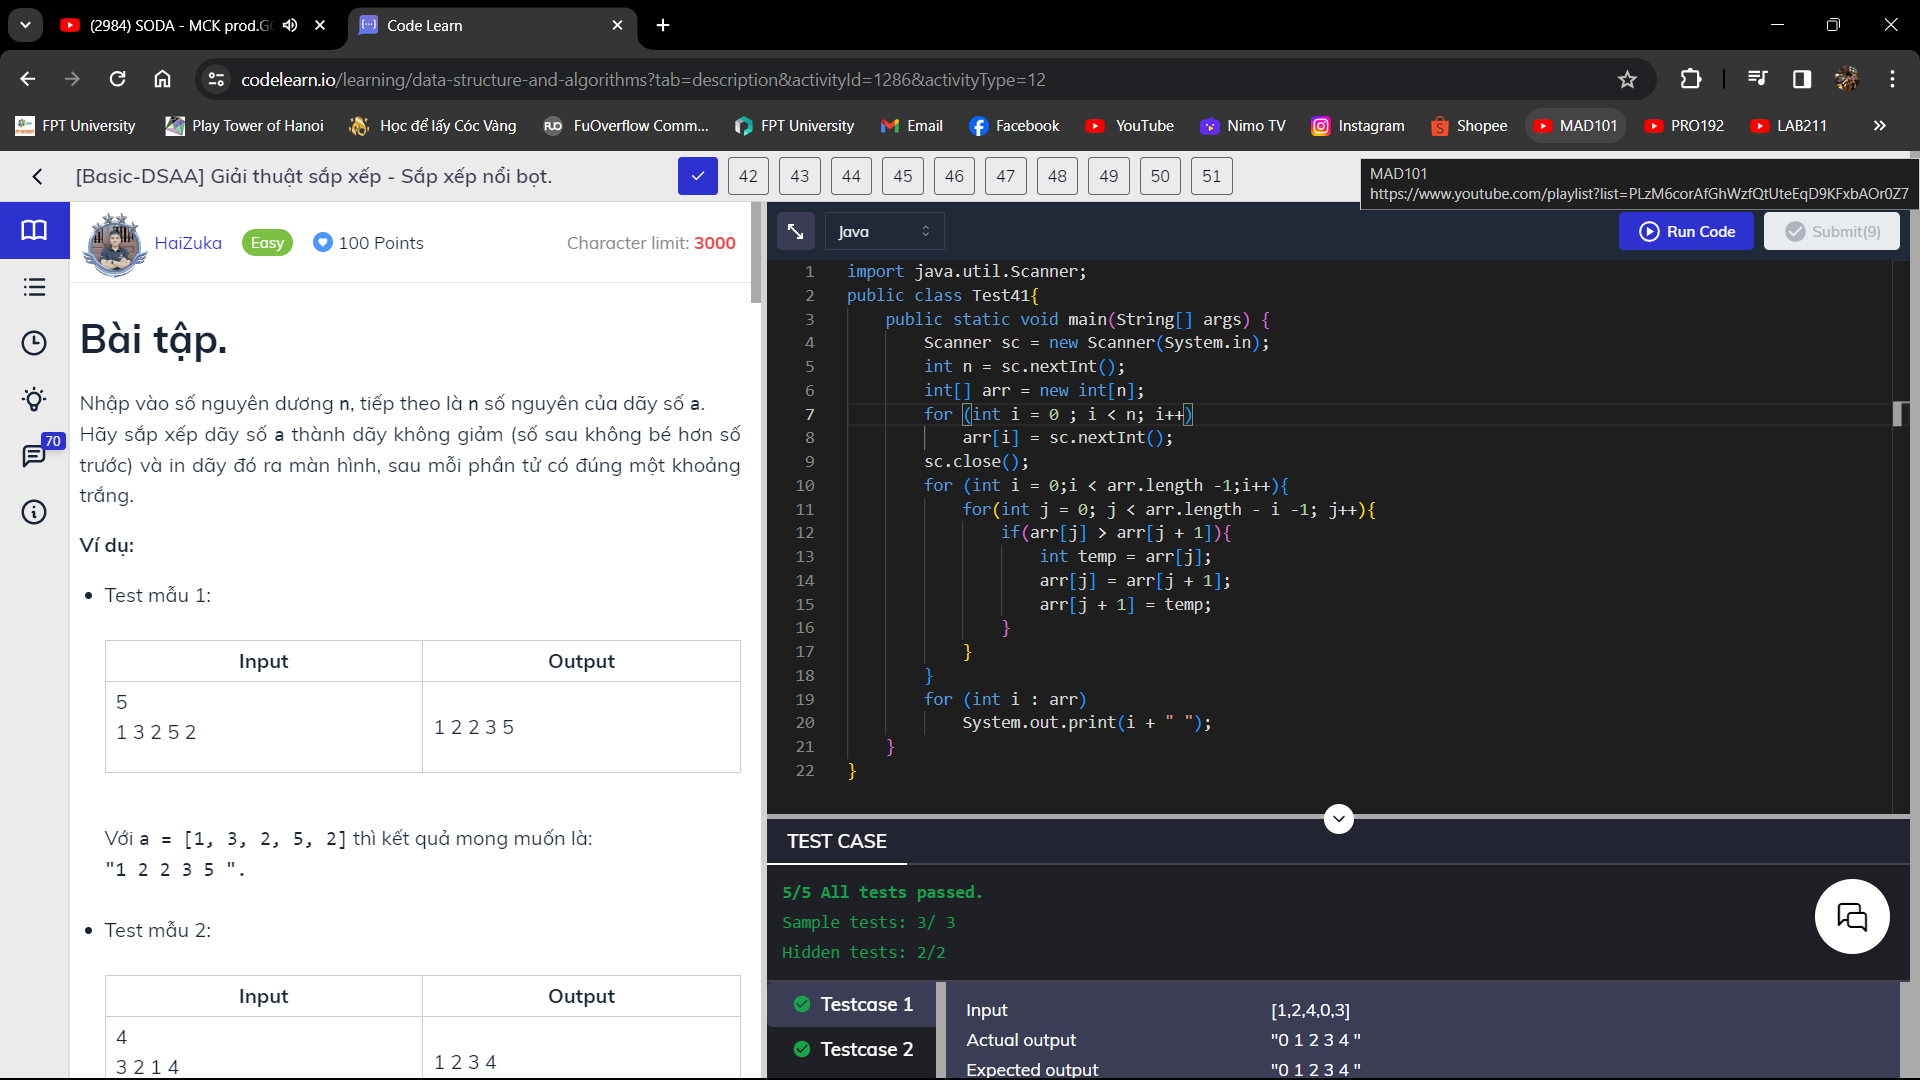 (2984) SODA - MCK prod.G
Code Learn
codelearn.io/learning/data-structure-and-algorithms?tab=description&activityId=1286&activityType=12
FPT University
Play Tower of Hanoi
Học để lấy Cóc Vàng
FuOverflow Comm...
FPT University
Email
Facebook
YouTube
Nimo TV
Instagram
Shopee
MAD101
PRO192
LAB211
[Basic-DSAA] Giải thuật sắp xếp - Sắp xếp nổi bọt.
42
43
44
45
46
47
48
49
50
51
MAD101
https://www.youtube.com/playlist?list=PLzM6corAfGhWzfQtUteEqD9KFxbAOr0Z7
HaiZuka
Easy
100 Points
Character limit: 3000
70
Bài tập.
Nhập vào số nguyên dương n, tiếp theo là n số nguyên của dãy số a.
Hãy sắp xếp dãy số a thành dãy không giảm (số sau không bé hơn số
trước) và in dãy đó ra màn hình, sau mỗi phần tử có đúng một khoảng
trắng.
Ví dụ:
Test mẫu 1:
Input
Output
5
1 3 2 5 2
1 2 2 3 5
Với a = [1, 3, 2, 5, 2] thì kết quả mong muốn là:
"1 2 2 3 5 ".
Test mẫu 2:
Input
Output
4
3 2 1 4
1 2 3 4
Java
Run Code
Submit(9)
1 import java.util.Scanner;
2 public class Test41{
3 public static void main(String[] args) {
4 Scanner sc = new Scanner(System.in);
5 int n = sc.nextInt();
6 int[] arr = new int[n];
7 for (int i = 0 ; i < n; i++)
8 arr[i] = sc.nextInt();
9 sc.close();
10 for (int i = 0;i < arr.length -1;i++){
11 for(int j = 0; j < arr.length - i -1; j++){
12 if(arr[j] > arr[j + 1]){
13 int temp = arr[j];
14 arr[j] = arr[j + 1];
15 arr[j + 1] = temp;
16 }
17 }
18 }
19 for (int i : arr)
20 System.out.print(i + " ");
21 }
22 }
TEST CASE
5/5 All tests passed.
Sample tests: 3/ 3
Hidden tests: 2/2
Testcase 1
Testcase 2
Input
[1,2,4,0,3]
Actual output
"0 1 2 3 4 "
Expected output
"0 1 2 3 4 "